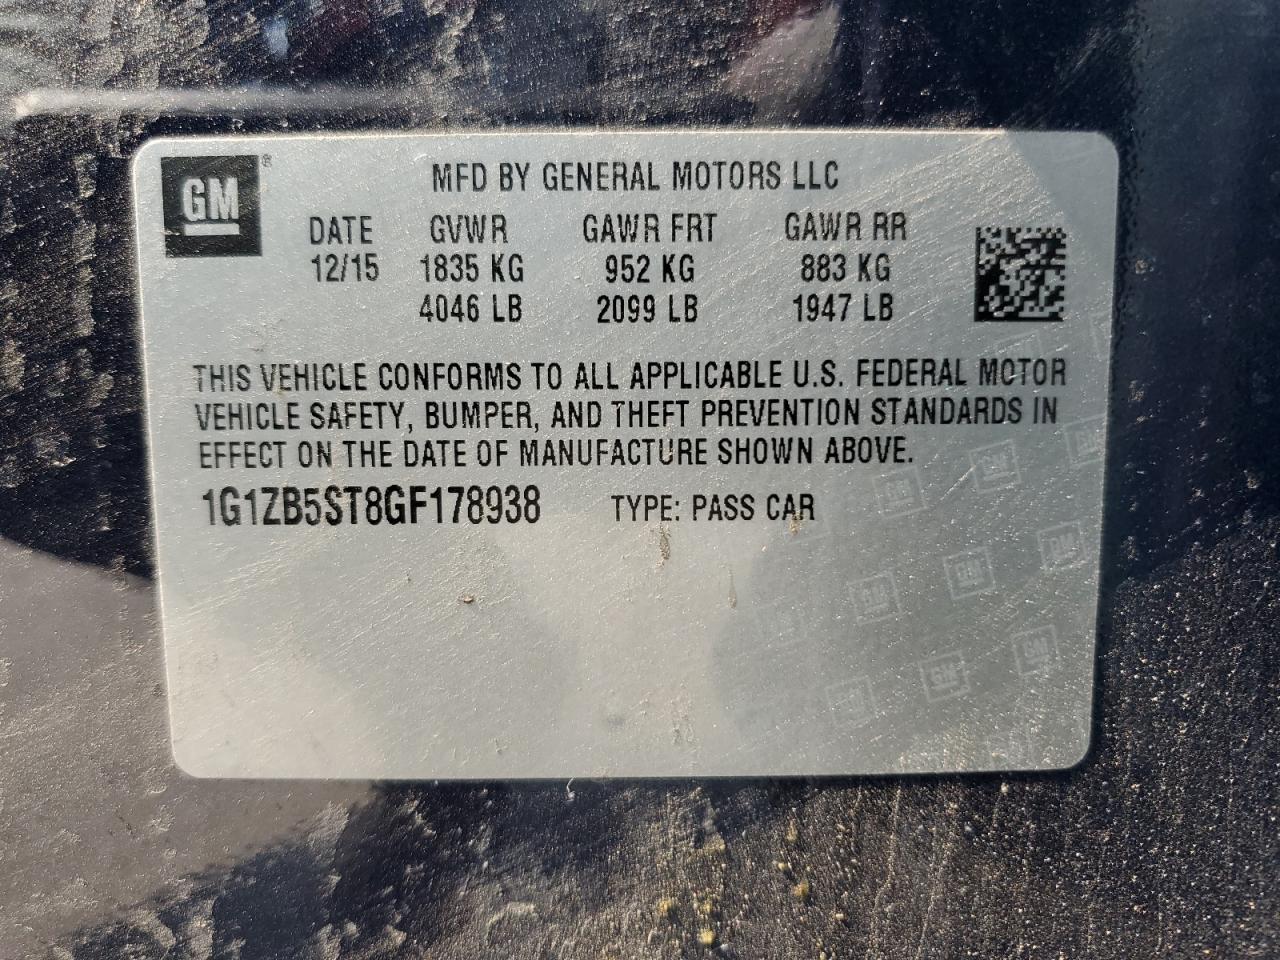 GM®
MFD BY GENERAL MOTORS LLC
DATE GVWR GAWR FRT GAWR RR
12/15 1835 KG 952 KG 883 KG
4046 LB 2099 LB 1947 LB
THIS VEHICLE CONFORMS TO ALL APPLICABLE U.S. FEDERAL MOTOR
VEHICLE SAFETY, BUMPER, AND THEFT PREVENTION STANDARDS IN
EFFECT ON THE DATE OF MANUFACTURE SHOWN ABOVE.
1G1ZB5ST8GF178938 TYPE: PASS CAR